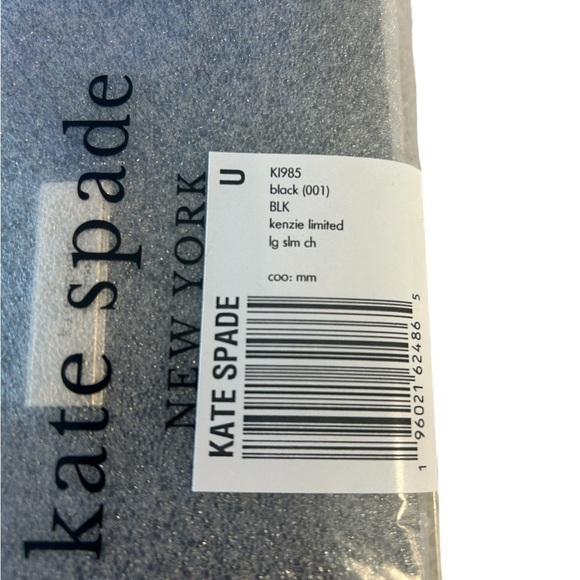 kate spade
NEW YORK
KATE SPADE U
KI985
black (001)
BLK
kenzie limited
lg slm ch
coo: mm
1 96021 62486 5